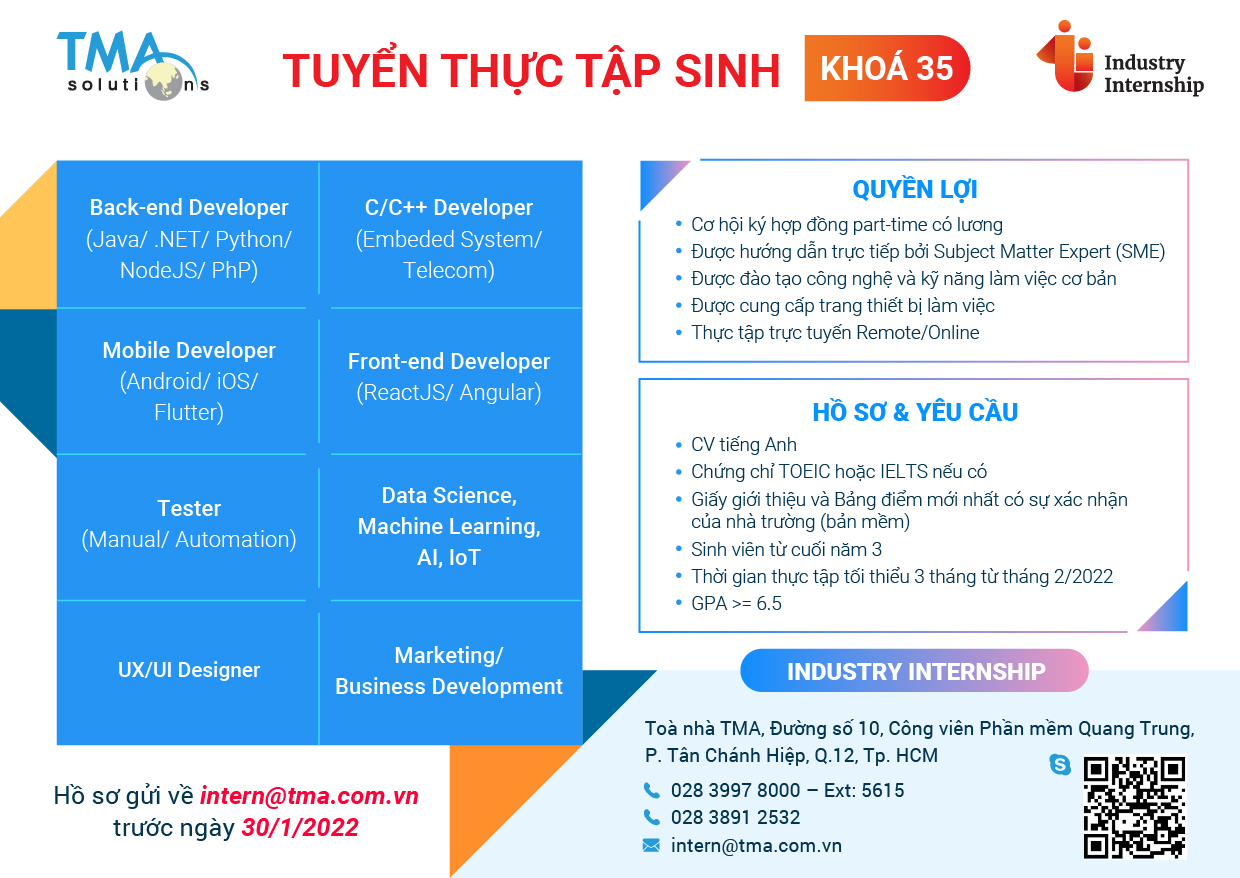 TMA
solutions
TUYỂN THỰC TẬP SINH
KHOÁ 35
Industry
Internship
Back-end Developer
(Java/ .NET/ Python/
NodeJS/ PhP)
C/C++ Developer
(Embeded System/
Telecom)
Mobile Developer
(Android/ iOS/
Flutter)
Front-end Developer
(ReactJS/ Angular)
Tester
(Manual/ Automation)
Data Science,
Machine Learning,
AI, IoT
UX/UI Designer
Marketing/
Business Development
Hồ sơ gửi về intern@tma.com.vn
trước ngày 30/1/2022
QUYỀN LỢI
• Cơ hội ký hợp đồng part-time có lương
• Được hướng dẫn trực tiếp bởi Subject Matter Expert (SME)
• Được đào tạo công nghệ và kỹ năng làm việc cơ bản
• Được cung cấp trang thiết bị làm việc
• Thực tập trực tuyến Remote/Online
HỒ SƠ & YÊU CẦU
• CV tiếng Anh
• Chứng chỉ TOEIC hoặc IELTS nếu có
• Giấy giới thiệu và Bảng điểm mới nhất có sự xác nhận
của nhà trường (bản mềm)
• Sinh viên từ cuối năm 3
• Thời gian thực tập tối thiểu 3 tháng từ tháng 2/2022
• GPA >= 6.5
INDUSTRY INTERNSHIP
Toà nhà TMA, Đường số 10, Công viên Phần mềm Quang Trung,
P. Tân Chánh Hiệp, Q.12, Tp. HCM
028 3997 8000 – Ext: 5615
028 3891 2532
intern@tma.com.vn